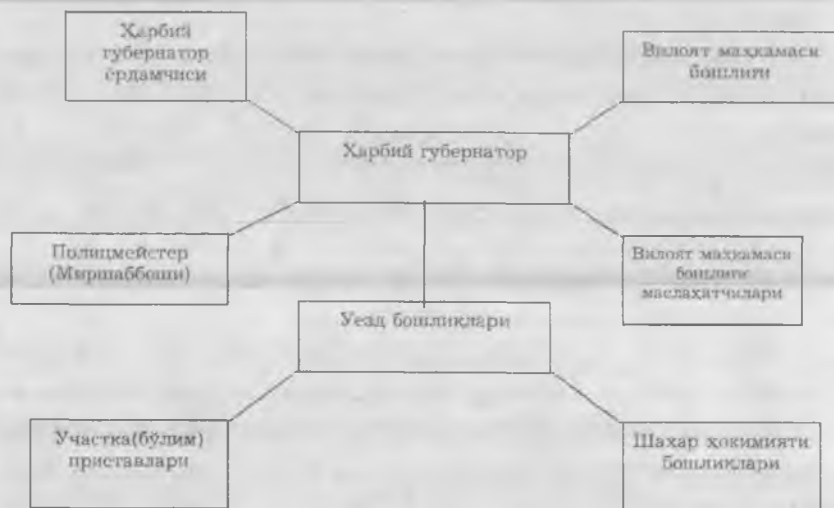 Ҳарбий
губернатор
ёрдамчиси
Вилоят маҳкамаси
бошлиғи
Ҳарбий губернатор
Полицмейстер
(Миршаббоши)
Вилоят маҳкамаси
бошлиғи
маслаҳатчилари
Уезд бошлиқлари
Участка(бўлим)
приставлари
Шаҳар ҳокимияти
бошлиқлари